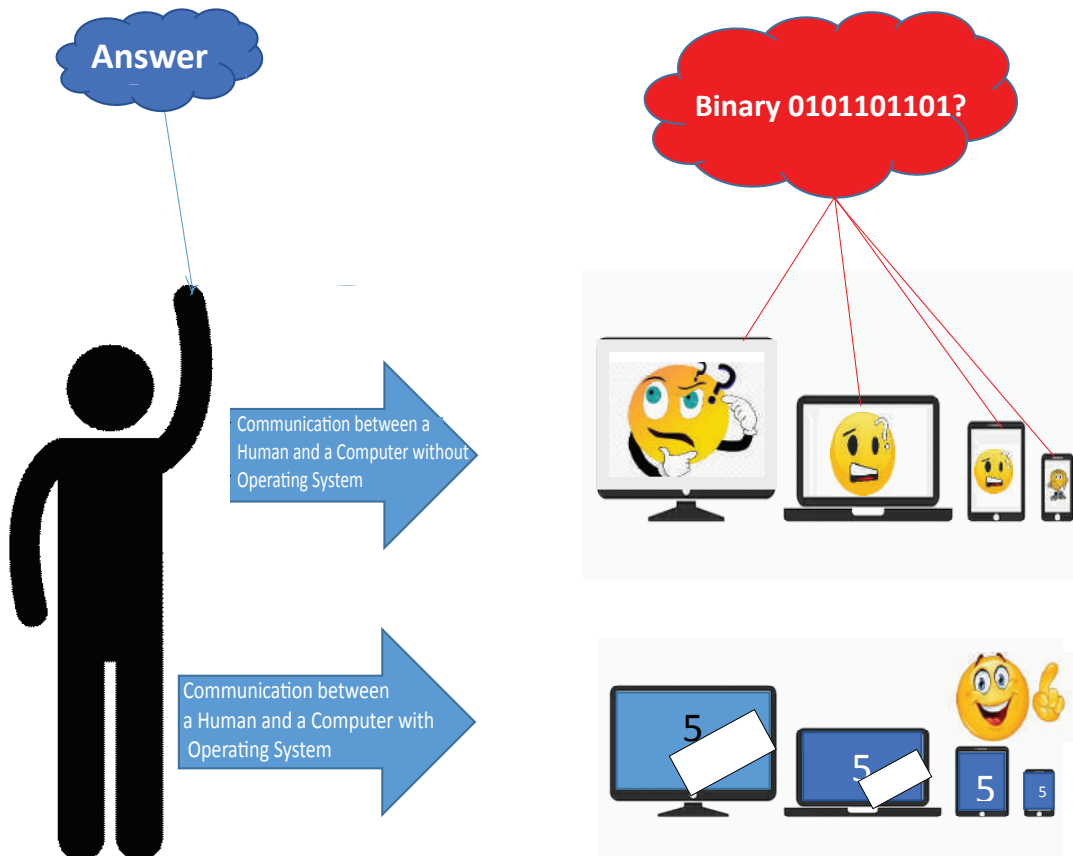 Answer
Binary 0101101101?
Communication between a
Human and a Computer without
Operating System
Communication between
a Human and a Computer with
Operating System
5
5
5
5